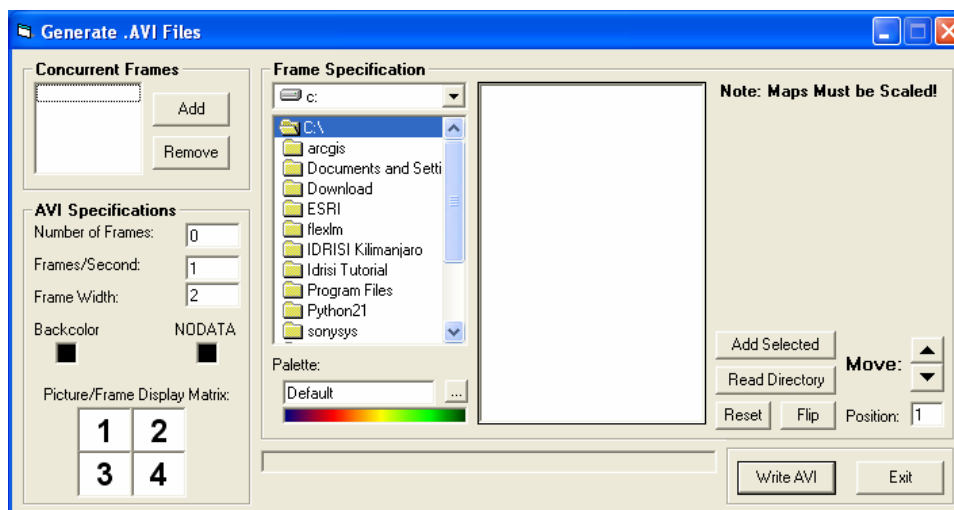 Generate .AVI Files
Concurrent Frames
Add
Remove
AVI Specifications
Number of Frames: 0
Frames/Second: 1
Frame Width: 2
Backcolor NODATA
Picture/Frame Display Matrix:
1 2
3 4
Frame Specification
c:
C:\
arcgis
Documents and Setti
Download
ESRI
flexlm
IDRISI Kilimanjaro
Idrisi Tutorial
Program Files
Python21
sonysys
Palette:
Default ...
Note: Maps Must be Scaled!
Add Selected
Read Directory
Move:
Reset Flip Position: 1
Write AVI Exit